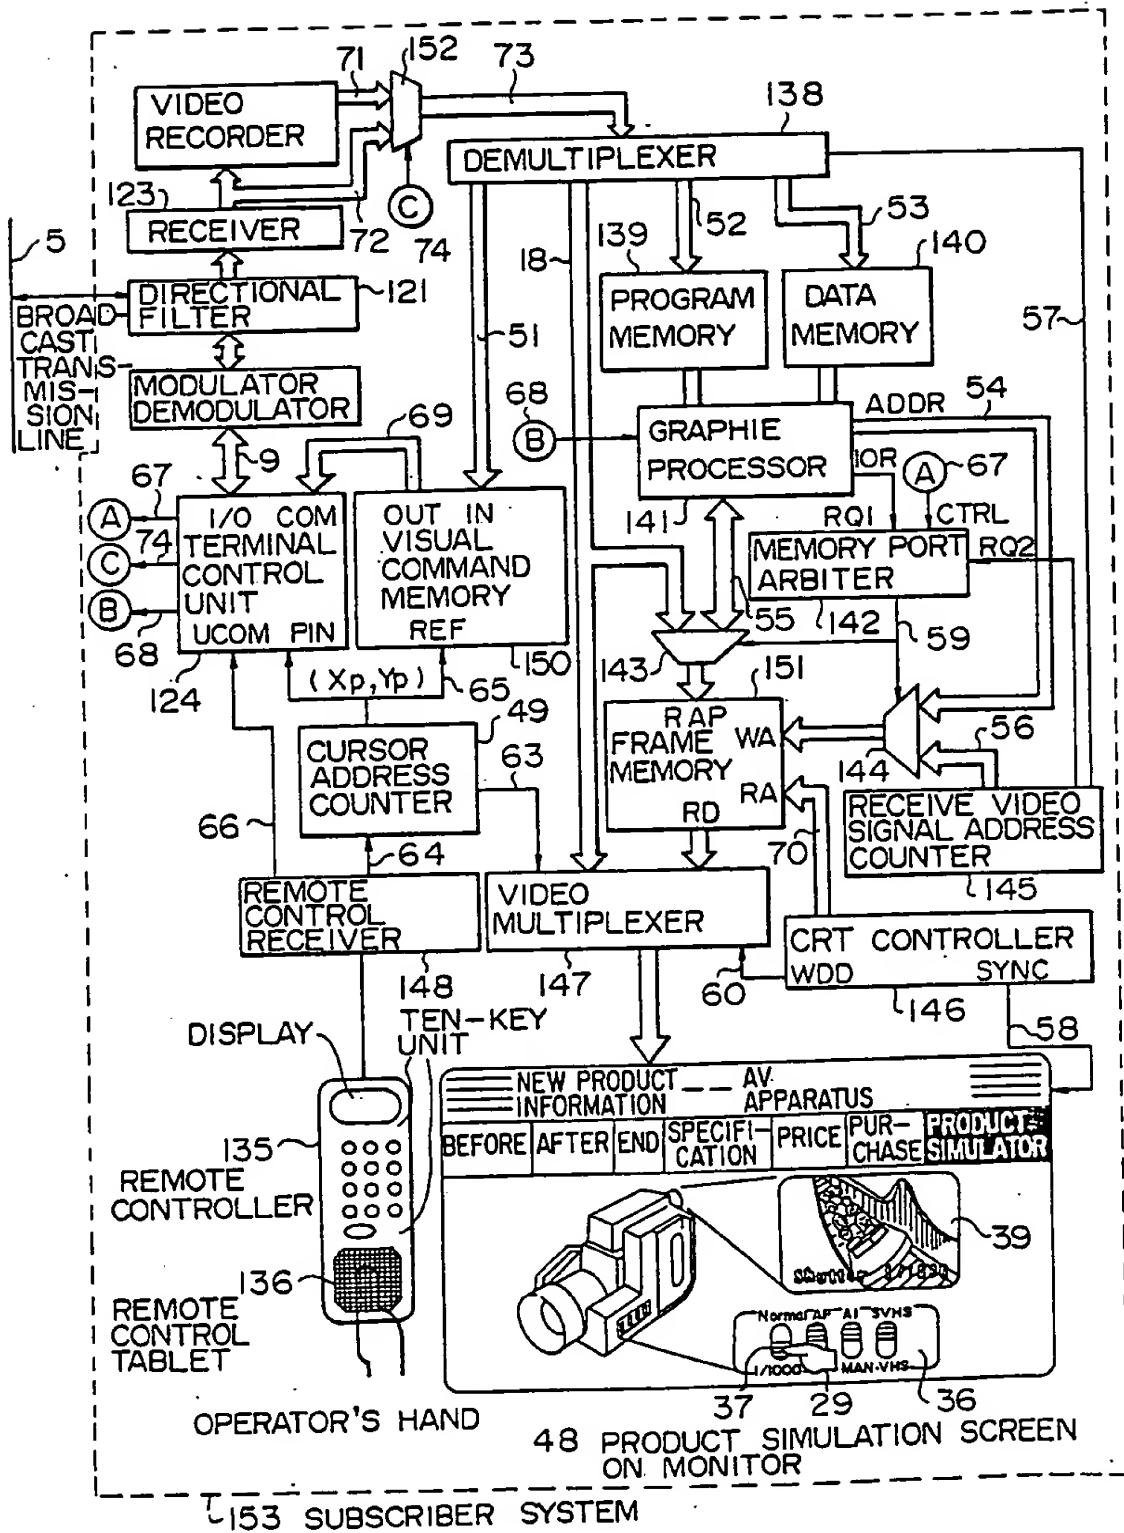 152
71
73
138
VIDEO
RECORDER
DEMULTIPLEXER
123
C
74
72
RECEIVER
5
52
53
139
140
18
DIRECTIONAL
FILTER
121
BROAD
CAST
TRANS-
MIS-
SION
LINE
PROGRAM
MEMORY
DATA
MEMORY
57
51
MODULATOR
DEMODULATOR
69
68
B
ADDR
54
GRAPHIE
PROCESSOR
IOR
A
67
9
67
A
74
C
B
68
I/O COM
TERMINAL
CONTROL
UNIT
UCOM PIN
124
OUT IN
VISUAL
COMMAND
MEMORY
REF
150
141
RQ1
CTRL
MEMORY PORT
ARBITER
RQ2
55
142
59
143
151
(Xp,Yp)
65
49
CURSOR
ADDRESS
COUNTER
63
RAP
FRAME
MEMORY
WA
RA
RD
144
56
66
64
70
RECEIVE VIDEO
SIGNAL ADDRESS
COUNTER
145
REMOTE
CONTROL
RECEIVER
148
VIDEO
MULTIPLEXER
147
60
CRT CONTROLLER
WDD SYNC
146
58
DISPLAY
TEN-KEY
UNIT
135
REMOTE
CONTROLLER
136
REMOTE
CONTROL
TABLET
OPERATOR'S HAND
NEW PRODUCT
INFORMATION
-- AV
APPARATUS
BEFORE
AFTER
END
SPECIFI-
CATION
PRICE
PUR-
CHASE
PRODUCT
SIMULATOR
39
Shutter
Normal AF AI SVHS
1/1000
MAN-VHS
37
29
36
48 PRODUCT SIMULATION SCREEN
ON MONITOR
153 SUBSCRIBER SYSTEM